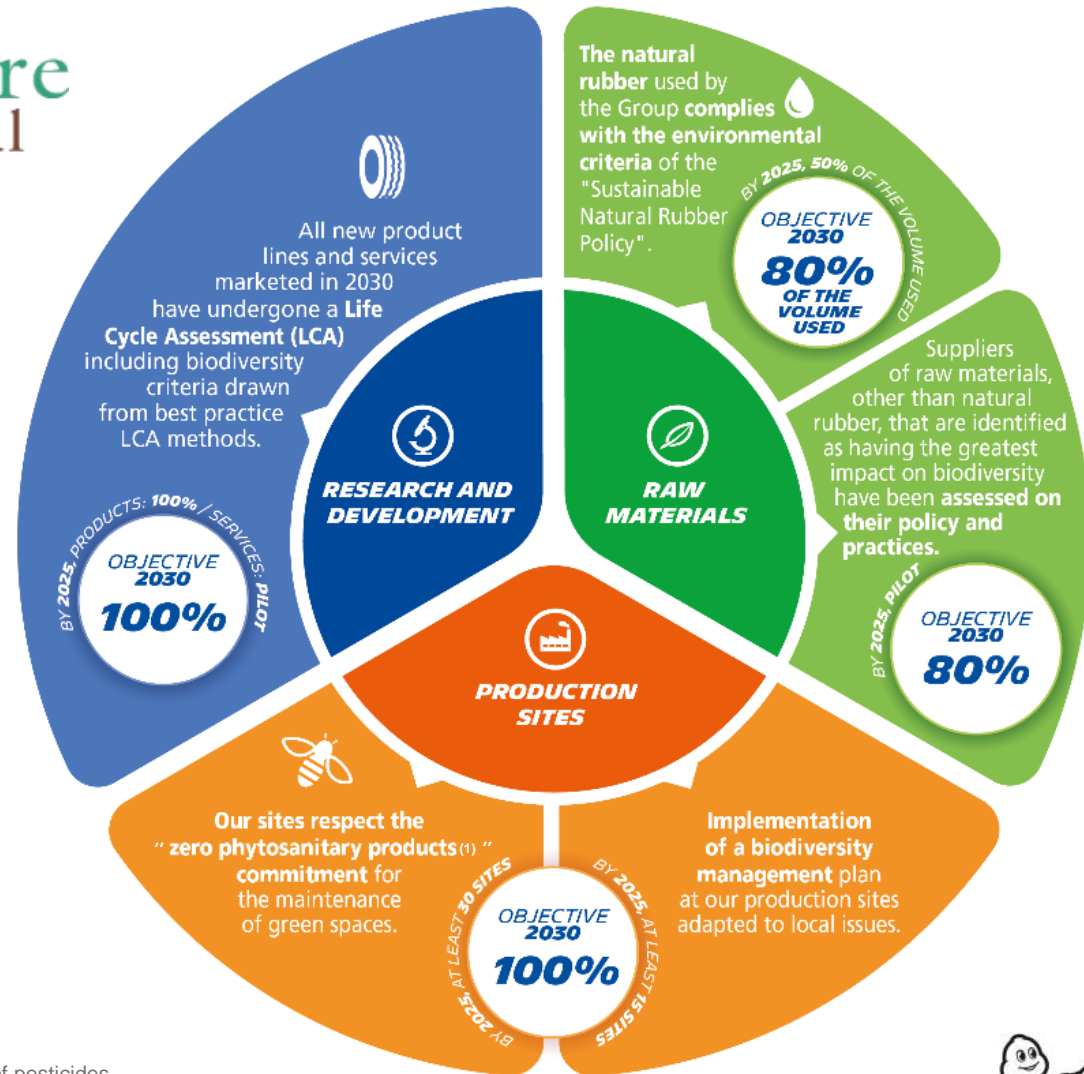 re
al
All new product
lines and services
marketed in 2030
have undergone a Life
Cycle Assessment (LCA)
including biodiversity
criteria drawn
from best practice
LCA methods.
BY 2025, PRODUCTS: 100% / SERVICES: PILOT
OBJECTIVE
2030
100%
RESEARCH AND
DEVELOPMENT
The natural
rubber used by
the Group complies
with the environmental
criteria of the
"Sustainable
Natural Rubber
Policy".
BY 2025, 50% OF THE VOLUME USED
OBJECTIVE
2030
80%
OF THE
VOLUME
USED
RAW
MATERIALS
Suppliers
of raw materials,
other than natural
rubber, that are identified
as having the greatest
impact on biodiversity
have been assessed on
their policy and
practices.
BY 2025, PILOT
OBJECTIVE
2030
80%
PRODUCTION
SITES
Our sites respect the
" zero phytosanitary products(1) "
commitment for
the maintenance
of green spaces.
BY 2025, AT LEAST 30 SITES
OBJECTIVE
2030
100%
BY 2025, AT LEAST 15 SITES
Implementation
of a biodiversity
management plan
at our production sites
adapted to local issues.
of pesticides